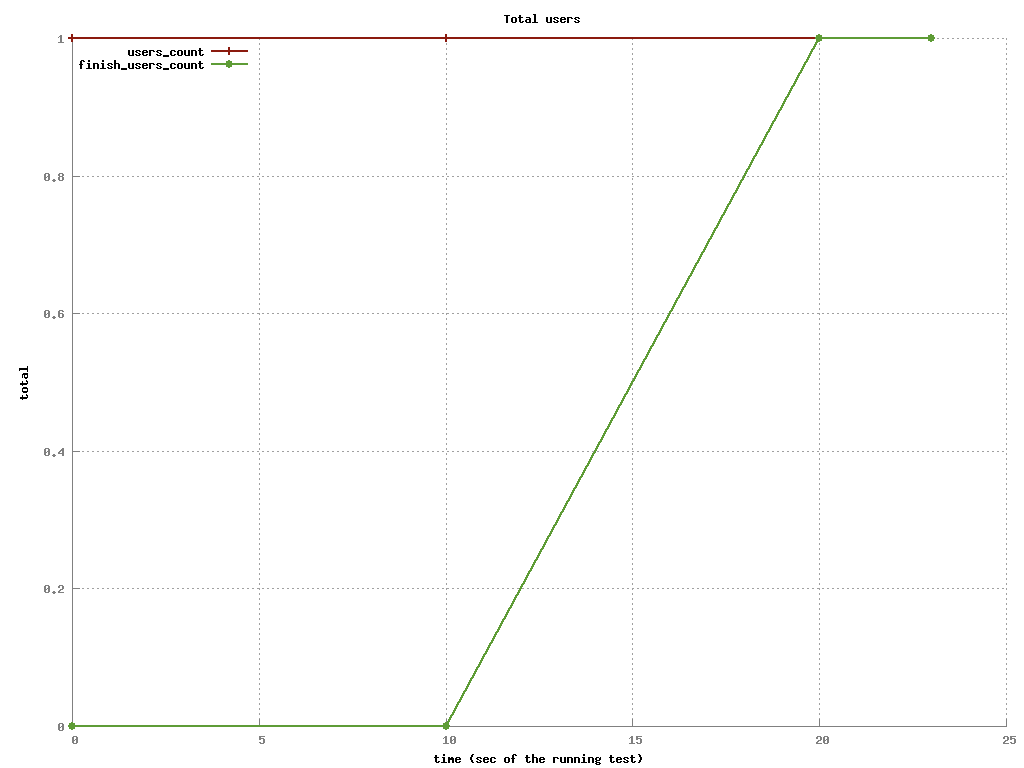 Total users
1
users_count
finish_users_count
0.8
0.6
total
0.4
0.2
0
0 5 10 15 20 25
time (sec of the running test)